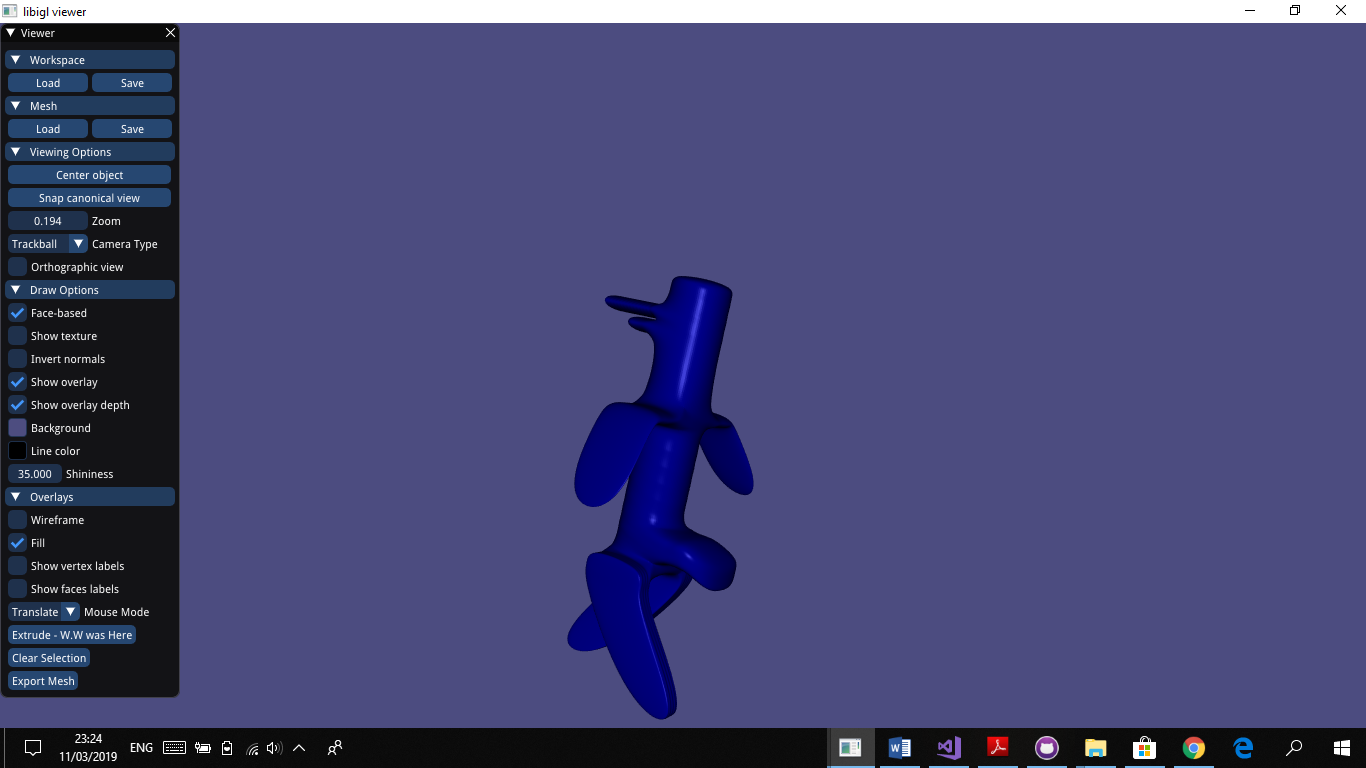 libigl viewer
Viewer
Workspace
Load Save
Mesh
Load Save
Viewing Options
Center object
Snap canonical view
0.194 Zoom
Trackball Camera Type
Orthographic view
Draw Options
Face-based
Show texture
Invert normals
Show overlay
Show overlay depth
Background
Line color
35.000 Shininess
Overlays
Wireframe
Fill
Show vertex labels
Show faces labels
Translate Mouse Mode
Extrude - W.W was Here
Clear Selection
Export Mesh
23:24
11/03/2019
ENG